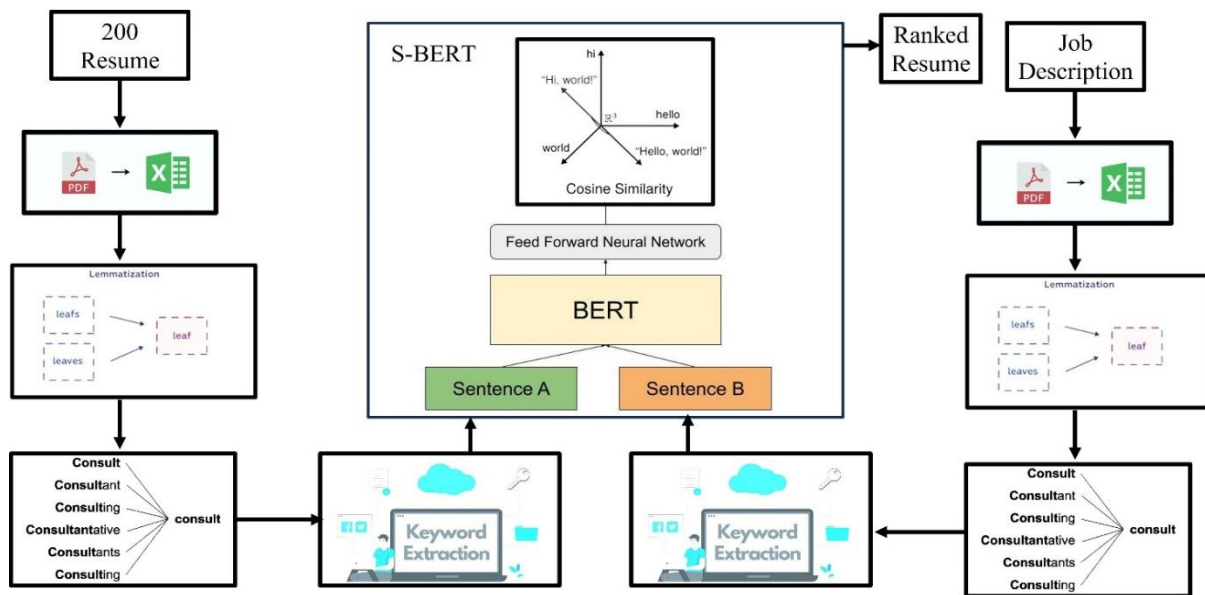 200
Resume
PDF
X
Lemmatization
leafs
leaves
leaf
Consult
Consultant
Consulting
Consultantative
Consultants
Consulting
consult
Keyword
Extraction
S-BERT
hi
"Hi, world!"
ℝ³
hello
world
"Hello, world!"
Cosine Similarity
Feed Forward Neural Network
BERT
Sentence A
Sentence B
Keyword
Extraction
Ranked
Resume
Job
Description
PDF
X
Lemmatization
leafs
leaves
leaf
Consult
Consultant
Consulting
Consultantative
Consultants
Consulting
consult